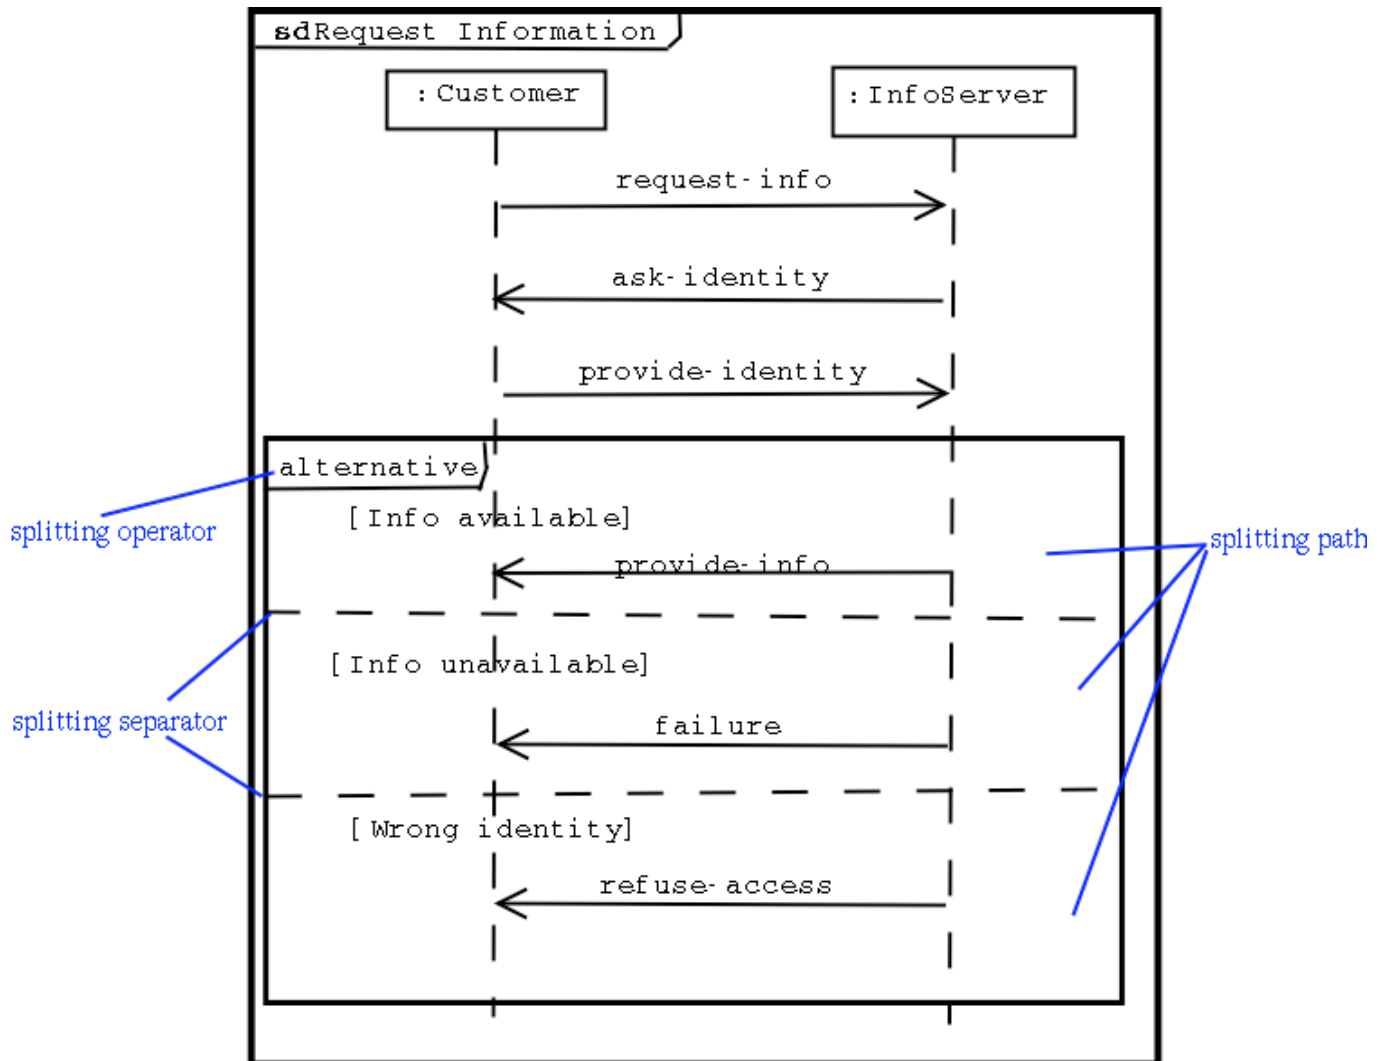 sdRequest Information
:Customer
:InfoServer
request-info
ask-identity
provide-identity
alternative
[Info available]
splitting operator
splitting path
provide-info
[Info unavailable]
splitting separator
failure
[Wrong identity]
refuse-access